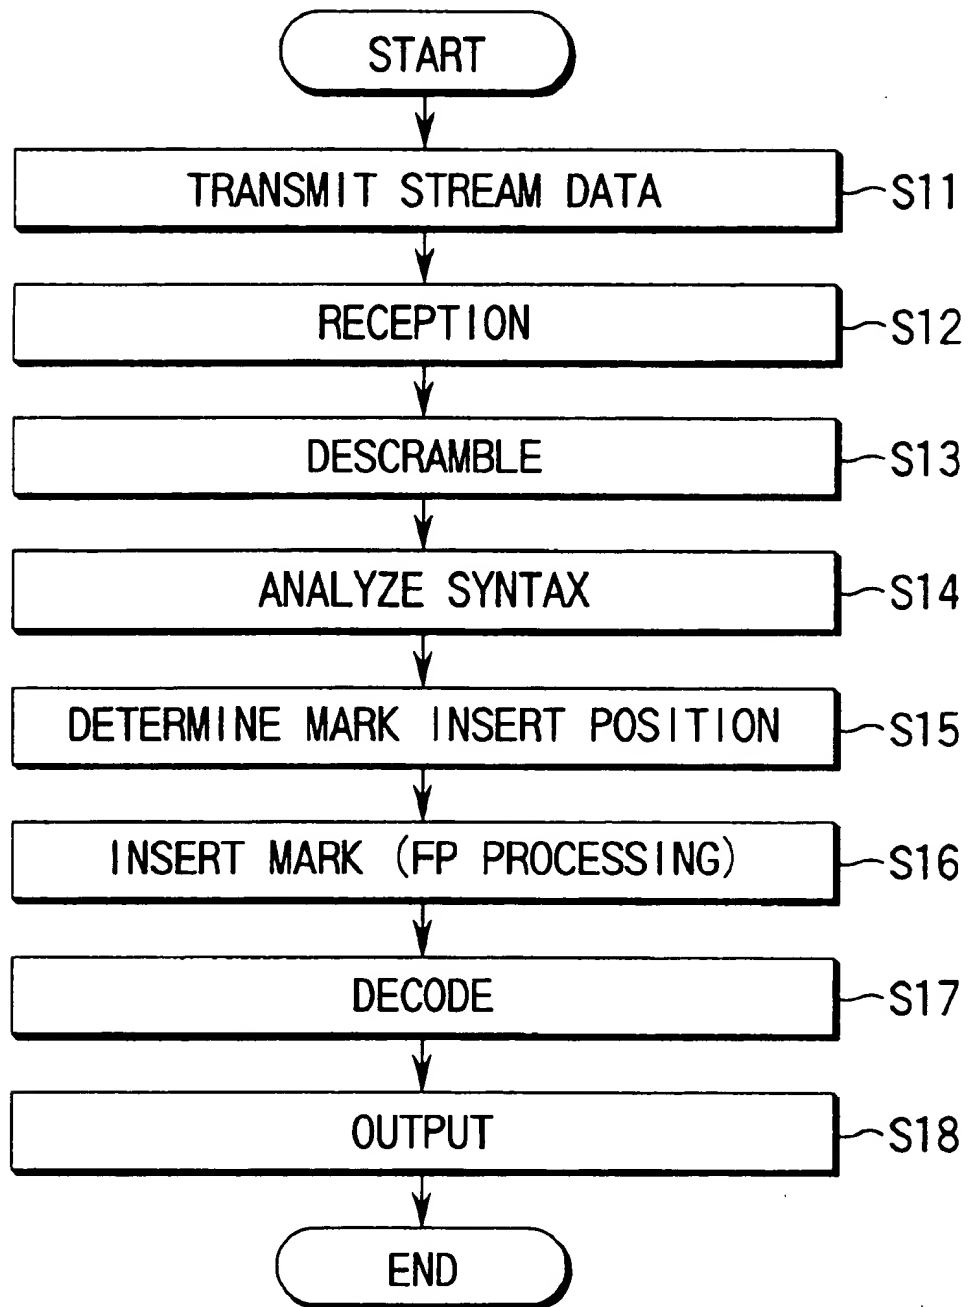 START
TRANSMIT STREAM DATA S11
RECEPTION S12
DESCRAMBLE S13
ANALYZE SYNTAX S14
DETERMINE MARK INSERT POSITION S15
INSERT MARK (FP PROCESSING) S16
DECODE S17
OUTPUT S18
END